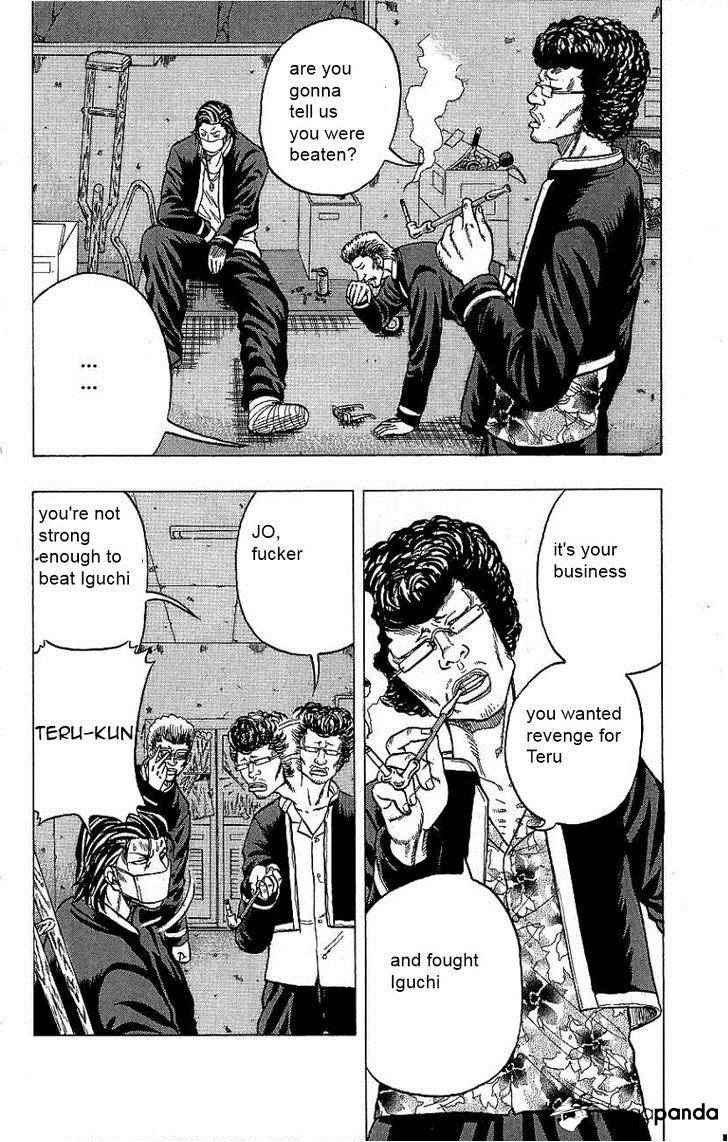 are you
gonna
tell us
you were
beaten?
...
...
it's your
business
you wanted
revenge for
Teru
and fought
Iguchi
JO,
fucker
you're not
strong
enough to
beat Iguchi
TERU-KUN
panda